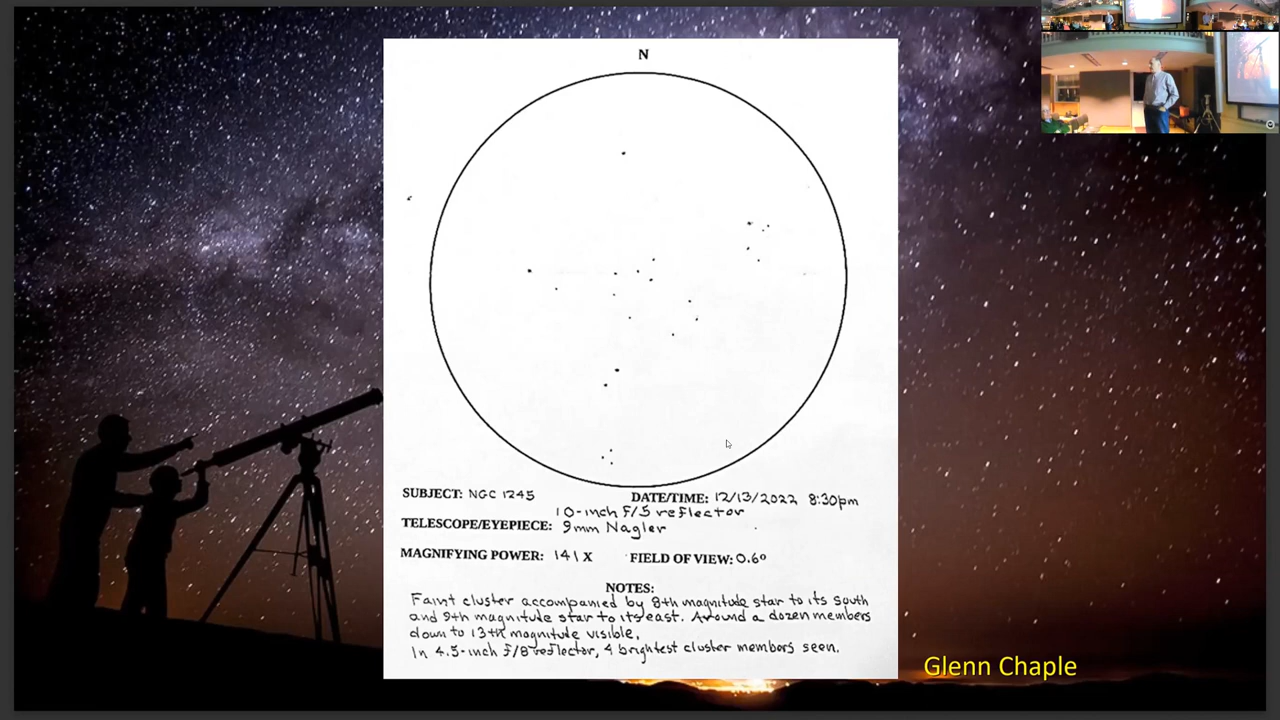 N
SUBJECT: NGC 1245 DATE/TIME: 12/13/2022 8:30pm
10-inch F/5 reflector
TELESCOPE/EYEPIECE: 9mm Nagler
MAGNIFYING POWER: 141X FIELD OF VIEW: 0.6°
NOTES:
Faint cluster accompanied by 8th magnitude star to its south
and 9th magnitude star to its east. Around a dozen members
down to 13th magnitude visible.
In 4.5-inch f/8 reflector, 4 brightest cluster members seen.
Glenn Chaple